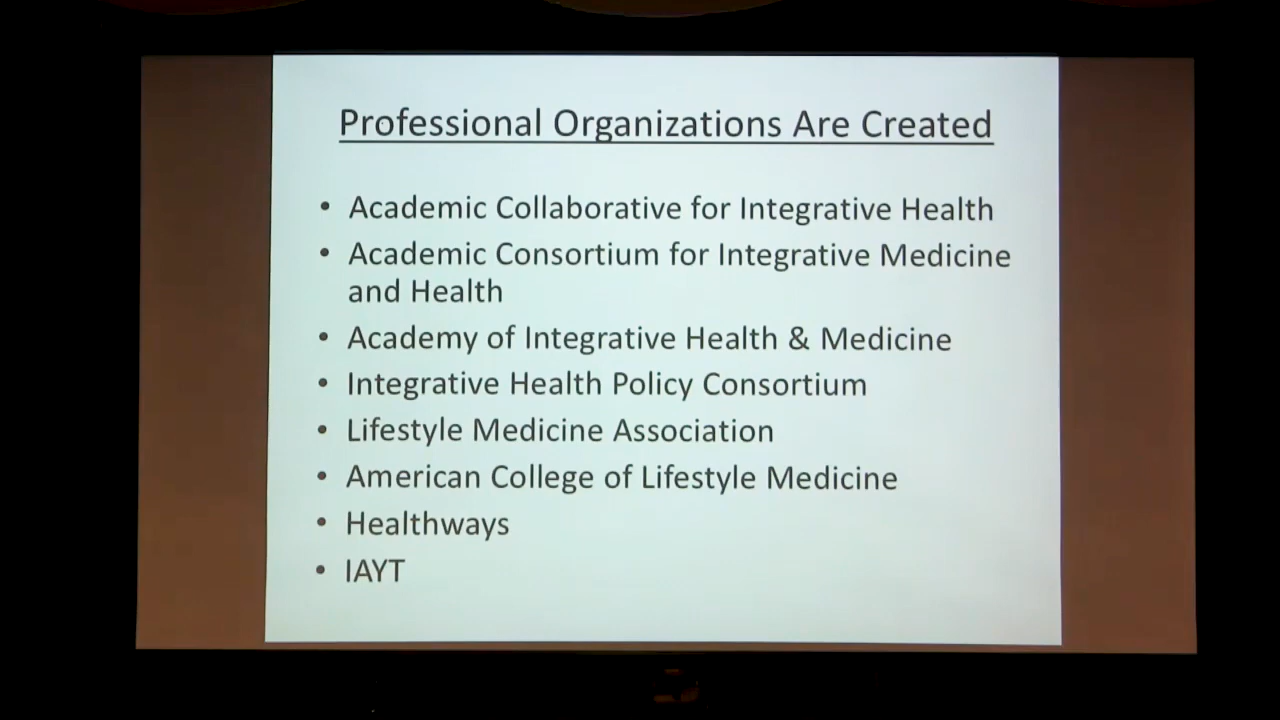 Professional Organizations Are Created
• Academic Collaborative for Integrative Health
• Academic Consortium for Integrative Medicine
and Health
• Academy of Integrative Health & Medicine
• Integrative Health Policy Consortium
• Lifestyle Medicine Association
• American College of Lifestyle Medicine
• Healthways
• IAYT